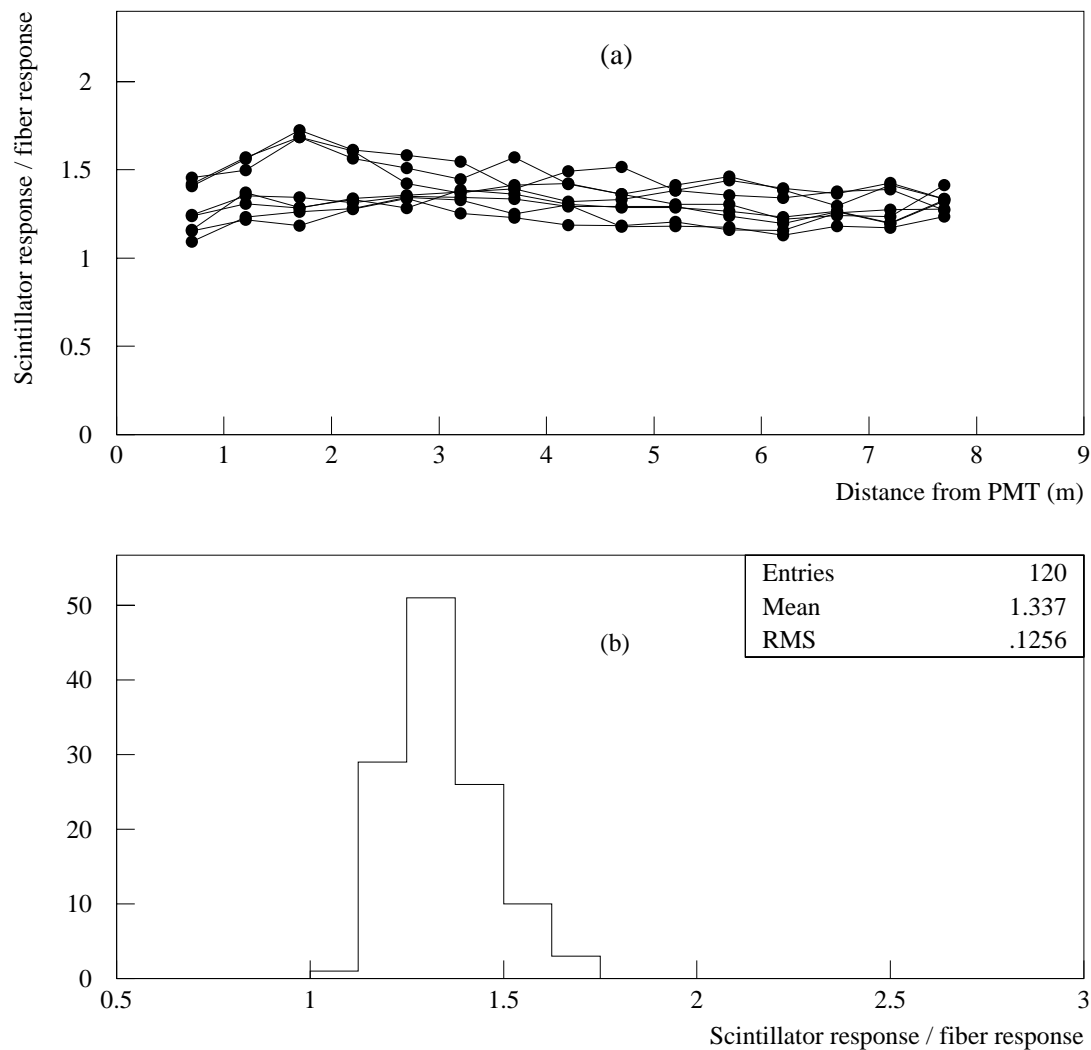 Scintillator response / fiber response
(a)
2
1.5
1
0.5
0
0 1 2 3 4 5 6 7 8 9
Distance from PMT (m)
Entries 120
Mean 1.337
RMS .1256
(b)
50
40
30
20
10
0
0.5 1 1.5 2 2.5 3
Scintillator response / fiber response